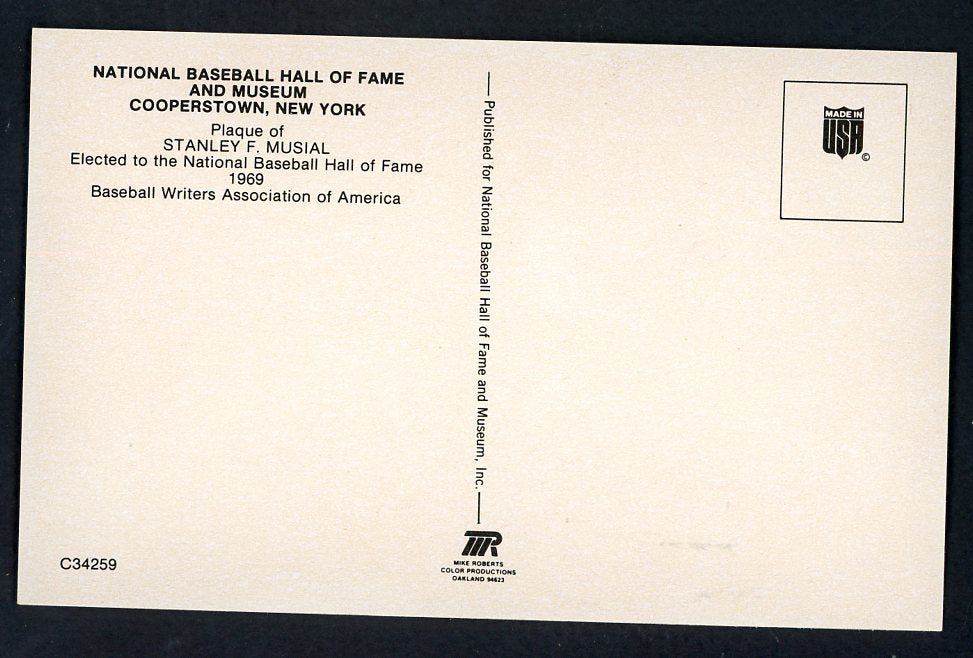 NATIONAL BASEBALL HALL OF FAME
AND MUSEUM
COOPERSTOWN, NEW YORK
Plaque of
STANLEY F. MUSIAL
Elected to the National Baseball Hall of Fame
1969
Baseball Writers Association of America
C34259
Published for National Baseball Hall of Fame and Museum, Inc.
MR
MIKE ROBERTS
COLOR PRODUCTIONS
OAKLAND 94623
MADE IN
USA
©